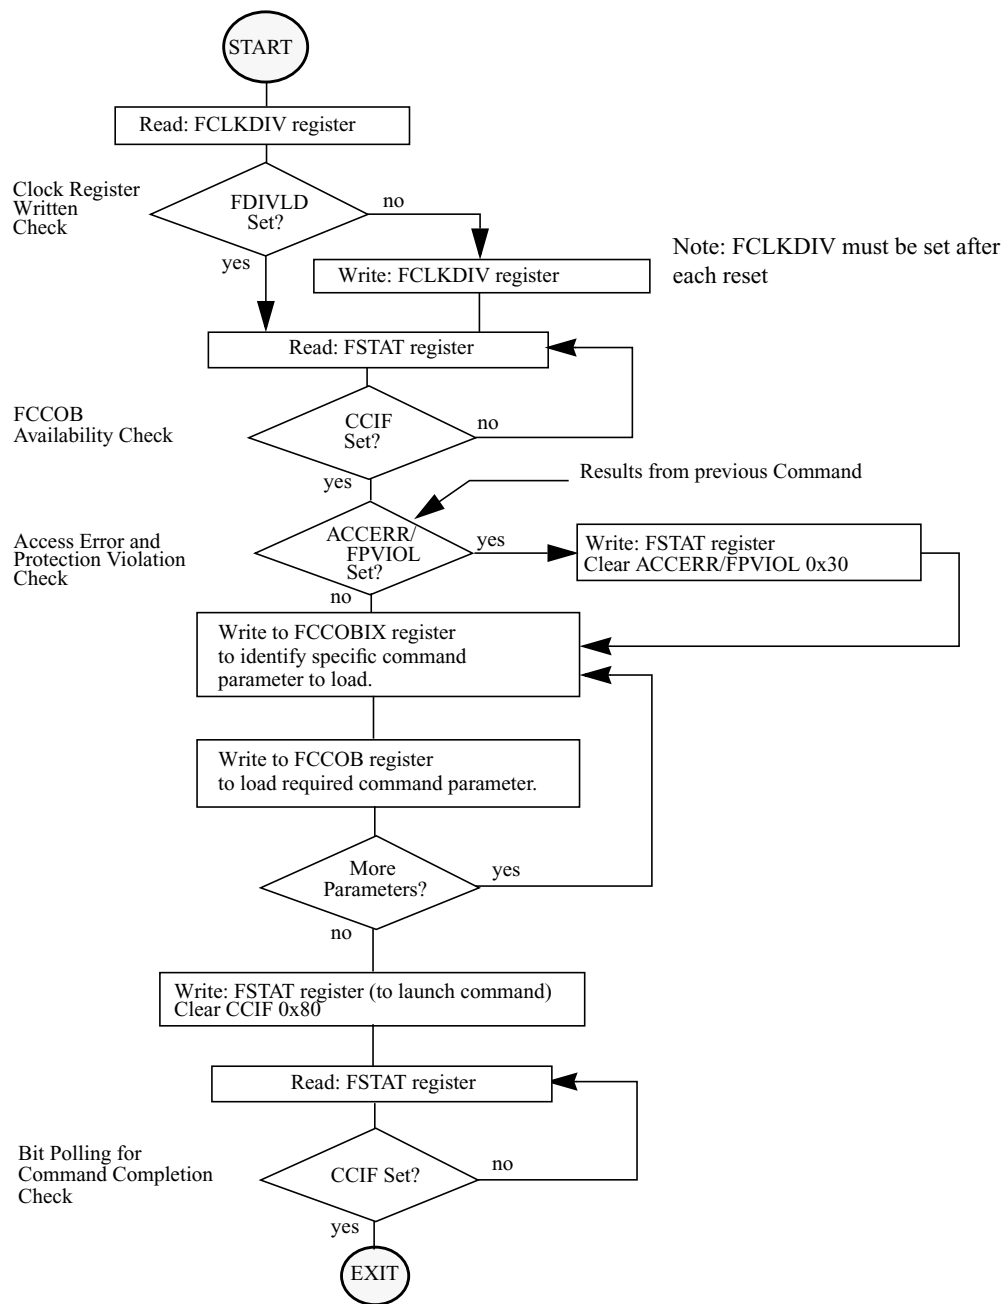 START
Read: FCLKDIV register
Clock Register
Written
Check
FDIVLD
Set?
no
yes
Note: FCLKDIV must be set after
each reset
Write: FCLKDIV register
Read: FSTAT register
FCCOB
Availability Check
CCIF
Set?
no
yes
Results from previous Command
Access Error and
Protection Violation
Check
ACCERR/
FPVIOL
Set?
yes
no
Write: FSTAT register
Clear ACCERR/FPVIOL 0x30
Write to FCCOBIX register
to identify specific command
parameter to load.
Write to FCCOB register
to load required command parameter.
More
Parameters?
yes
no
Write: FSTAT register (to launch command)
Clear CCIF 0x80
Read: FSTAT register
Bit Polling for
Command Completion
Check
CCIF Set?
no
yes
EXIT